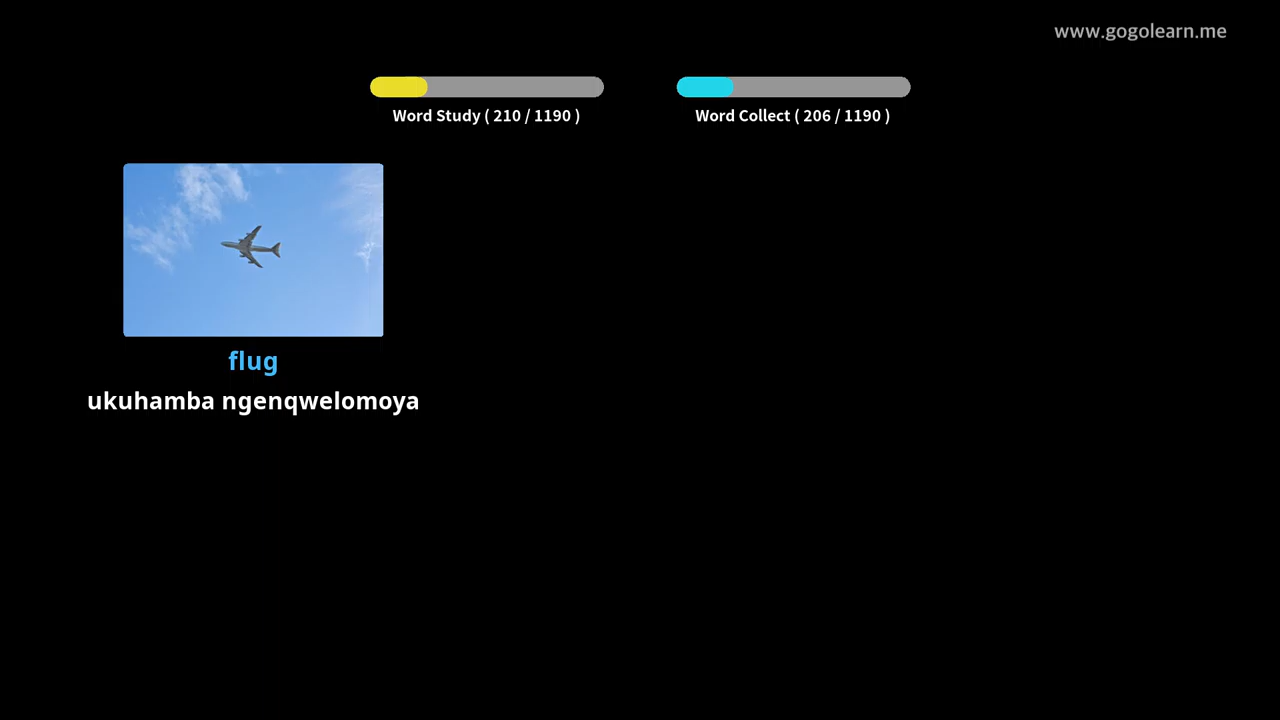 www.gogolearn.me
Word Study ( 210 / 1190 )
Word Collect ( 206 / 1190 )
flug
ukuhamba ngenqwelomoya